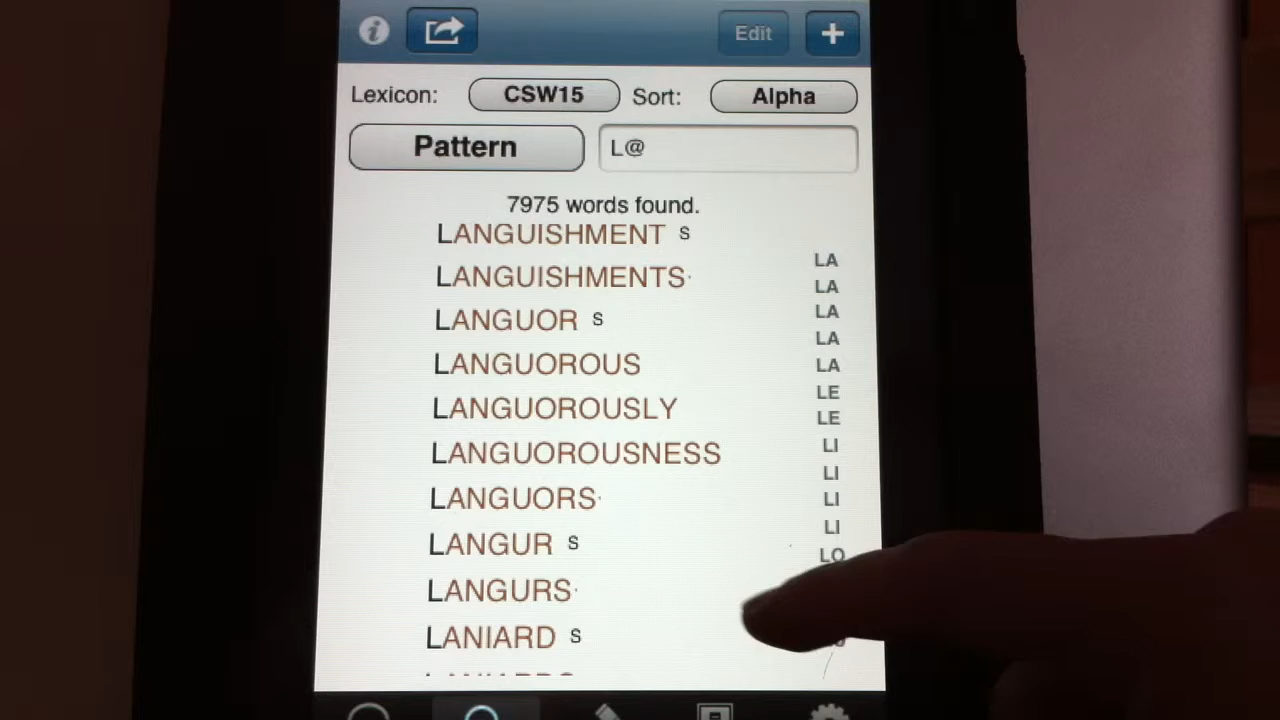 i Edit +
Lexicon: CSW15 Sort: Alpha
Pattern L@
7975 words found.
LANGUISHMENT S
LANGUISHMENTS·
LANGUOR S
LANGUOROUS
LANGUOROUSLY
LANGUOROUSNESS
LANGUORS·
LANGUR S
LANGURS·
LANIARD S
LA
LA
LA
LA
LA
LE
LE
LI
LI
LI
LI
LO